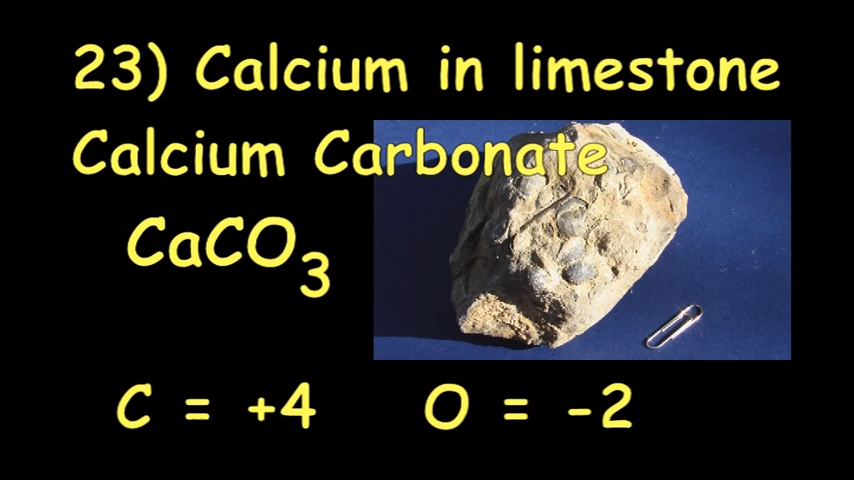 23) Calcium in limestone
Calcium Carbonate
CaCO₃
C = +4 O = -2